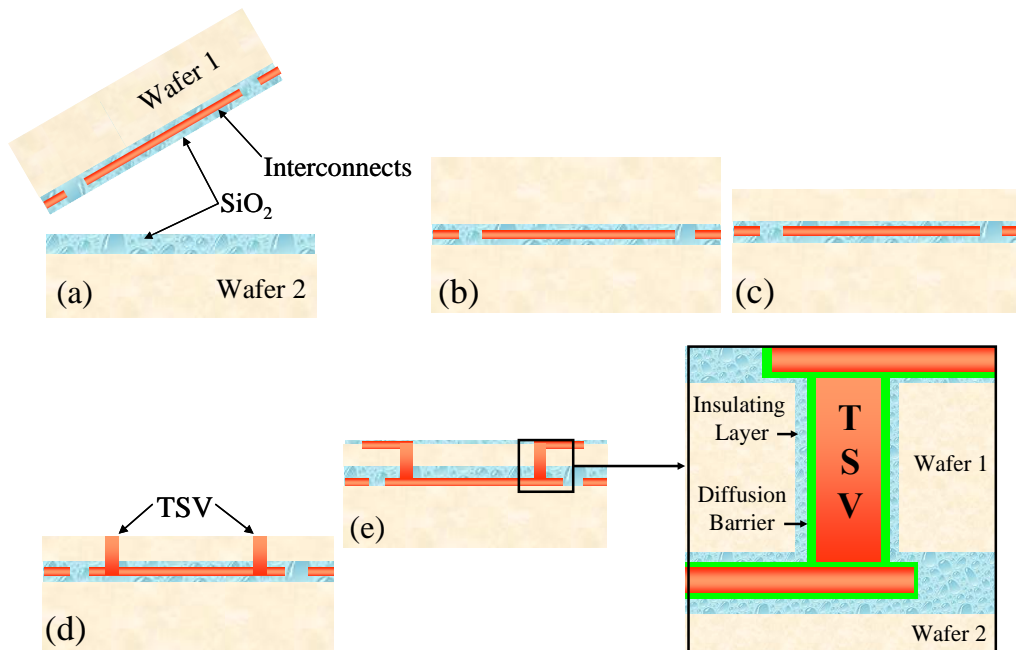 Wafer 1
Interconnects
SiO₂
(a)
Wafer 2
(b)
(c)
TSV
(d)
(e)
Insulating
Layer
Diffusion
Barrier
T
S
V
Wafer 1
Wafer 2